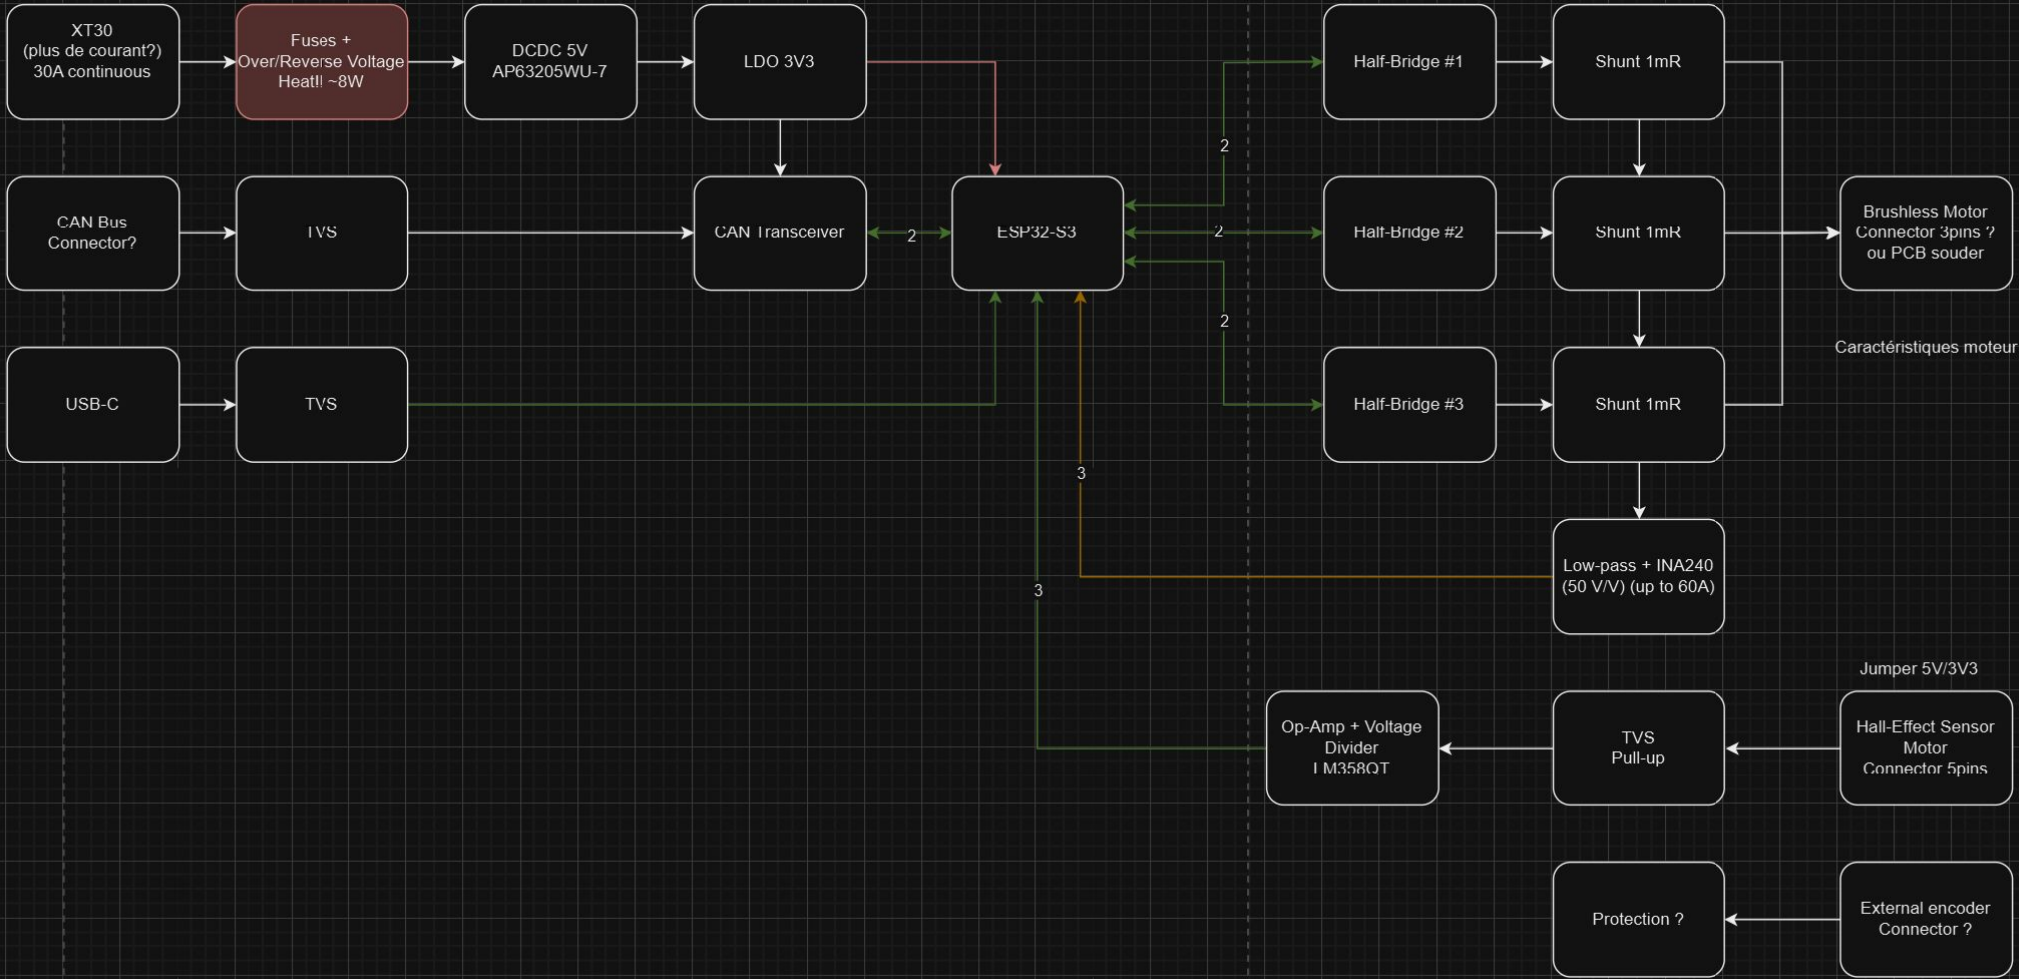 XT30
(plus de courant?)
30A continuous
Fuses +
Over/Reverse Voltage
Heat!! ~8W
DCDC 5V
AP63205WU-7
LDO 3V3
Half-Bridge #1
Shunt 1mR
2
CAN Bus
Connector?
TVS
CAN Transceiver
2
ESP32-S3
2
Half-Bridge #2
Shunt 1mR
Brushless Motor
Connector 3pins ?
ou PCB souder
2
Caractéristiques moteur
USB-C
TVS
Half-Bridge #3
Shunt 1mR
3
Low-pass + INA240
(50 V/V) (up to 60A)
3
Jumper 5V/3V3
Op-Amp + Voltage
Divider
LM358QT
TVS
Pull-up
Hall-Effect Sensor
Motor
Connector 5pins
Protection ?
External encoder
Connector ?